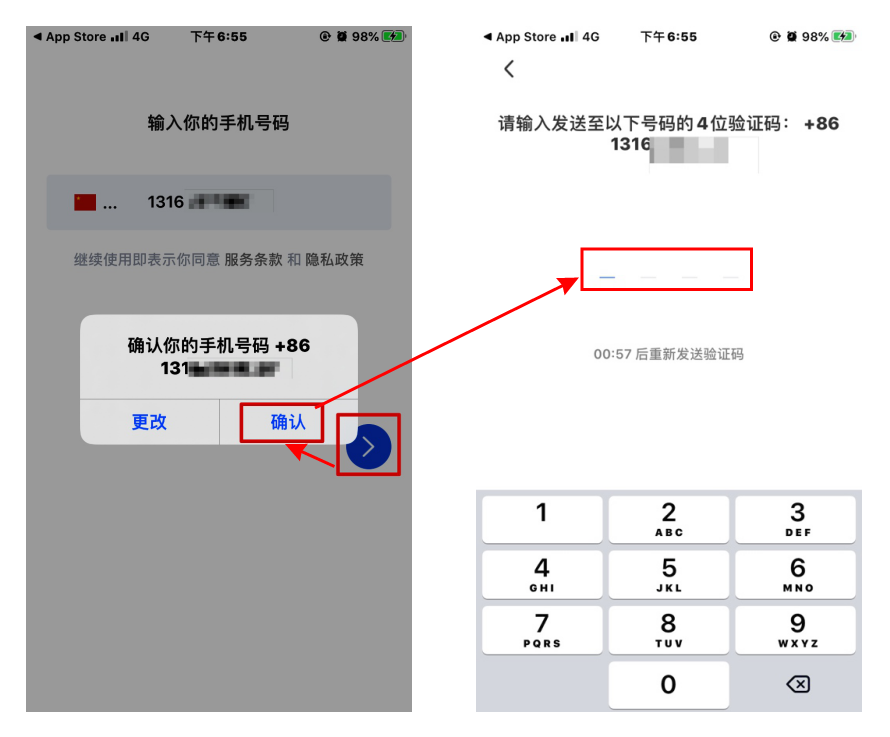 App Store 4G 下午6:55 98%
输入你的手机号码
... 1316
继续使用即表示你同意 服务条款 和 隐私政策
确认你的手机号码 +86
131
更改 确认
App Store 4G 下午6:55 98%
请输入发送至以下号码的4位验证码： +86
1316
00:57 后重新发送验证码
1 2 3
ABC DEF
4 5 6
GHI JKL MNO
7 8 9
PQRS TUV WXYZ
0